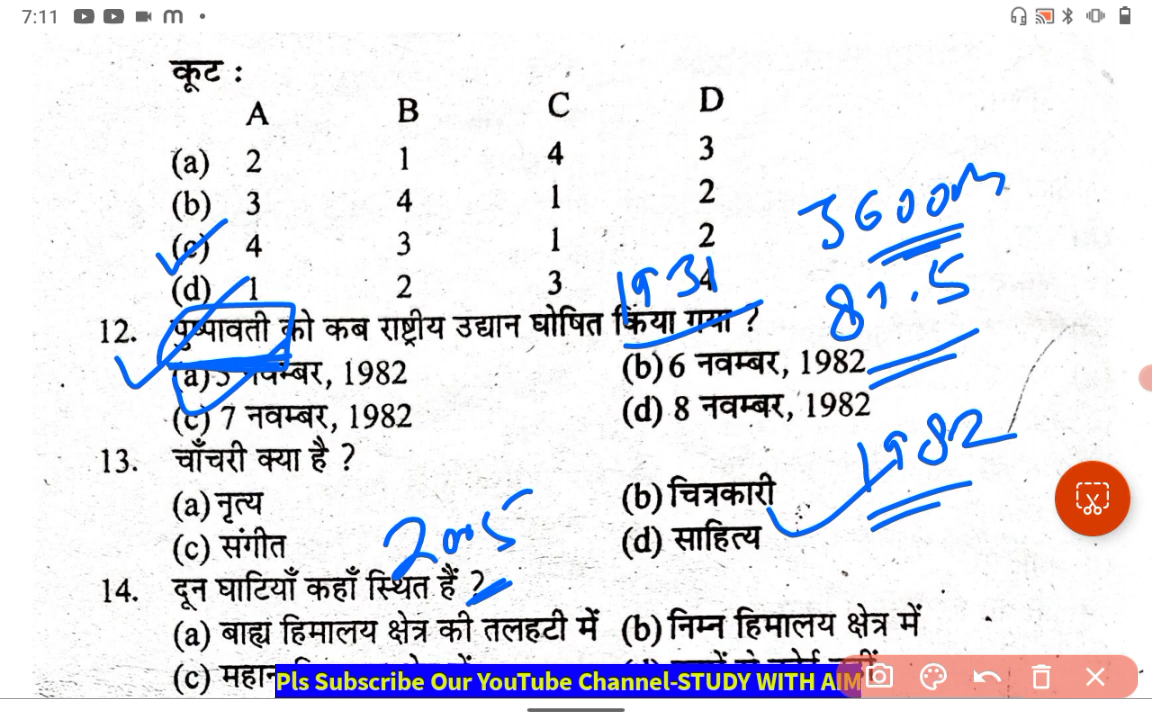 7:11
कूट :
A B C D
(a) 2 1 4 3
(b) 3 4 1 2
(c) 4 3 1 2
(d) 1 2 3 4
3600m
87.5
1931
12. पुष्पावती को कब राष्ट्रीय उद्यान घोषित किया गया ?
(a) 5 नवम्बर, 1982 (b) 6 नवम्बर, 1982
(c) 7 नवम्बर, 1982 (d) 8 नवम्बर, 1982
1982
13. चाँचरी क्या है ?
(a) नृत्य (b) चित्रकारी
(c) संगीत (d) साहित्य
2005
14. दून घाटियाँ कहाँ स्थित हैं ?
(a) बाह्य हिमालय क्षेत्र की तलहटी में (b) निम्न हिमालय क्षेत्र में
(c)
Pls Subscribe Our YouTube Channel-STUDY WITH AIM